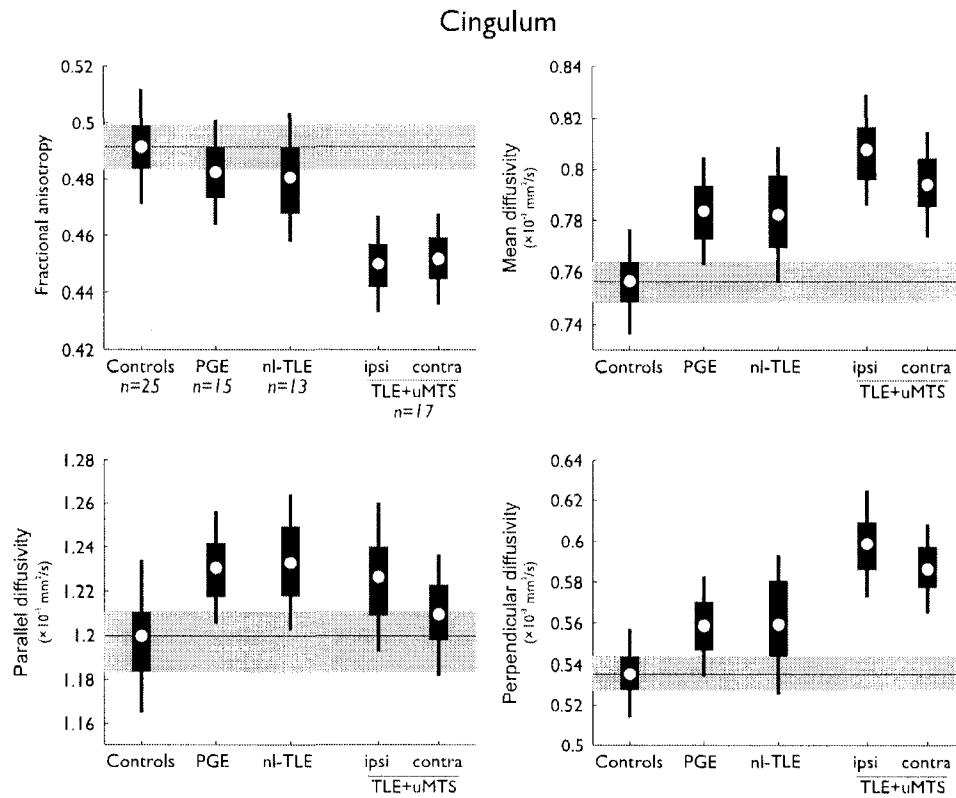 Cingulum
Fractional anisotropy
0.52
0.5
0.48
0.46
0.44
0.42
Controls PGE nl-TLE ipsi contra
n=25 n=15 n=13 TLE+uMTS
n=17
Mean diffusivity
(×10⁻³ mm²/s)
0.84
0.82
0.8
0.78
0.76
0.74
Controls PGE nl-TLE ipsi contra
TLE+uMTS
Parallel diffusivity
(×10⁻³ mm²/s)
1.28
1.26
1.24
1.22
1.2
1.18
1.16
Controls PGE nl-TLE ipsi contra
TLE+uMTS
Perpendicular diffusivity
(×10⁻³ mm²/s)
0.64
0.62
0.6
0.58
0.56
0.54
0.52
0.5
Controls PGE nl-TLE ipsi contra
TLE+uMTS